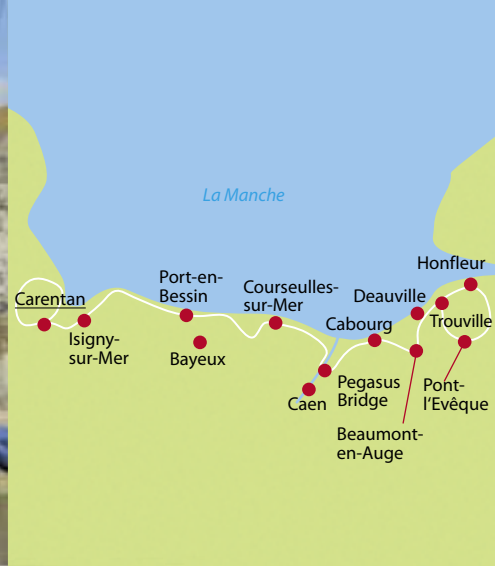 La Manche
Honfleur
Port-en-
Bessin
Courseulles-
sur-Mer
Deauville
Carentan
Cabourg
Trouville
Isigny-
sur-Mer
Bayeux
Pegasus
Bridge
Pont-
l'Evêque
Caen
Beaumont-
en-Auge